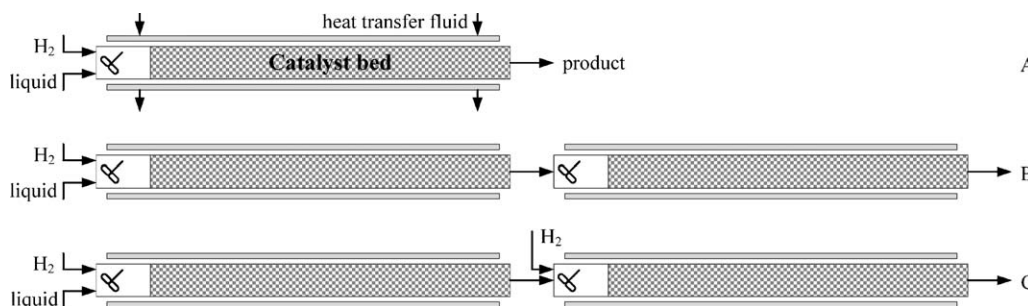 heat transfer fluid
H₂
Catalyst bed
liquid
product
A
H₂
liquid
H₂
H₂
liquid